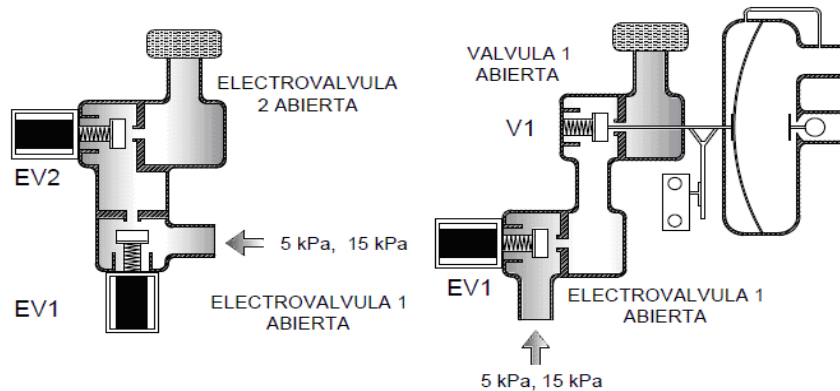 ELECTROVALVULA
2 ABIERTA
EV2
5 kPa, 15 kPa
EV1
ELECTROVALVULA 1
ABIERTA
VALVULA 1
ABIERTA
V1
EV1
ELECTROVALVULA 1
ABIERTA
5 kPa, 15 kPa